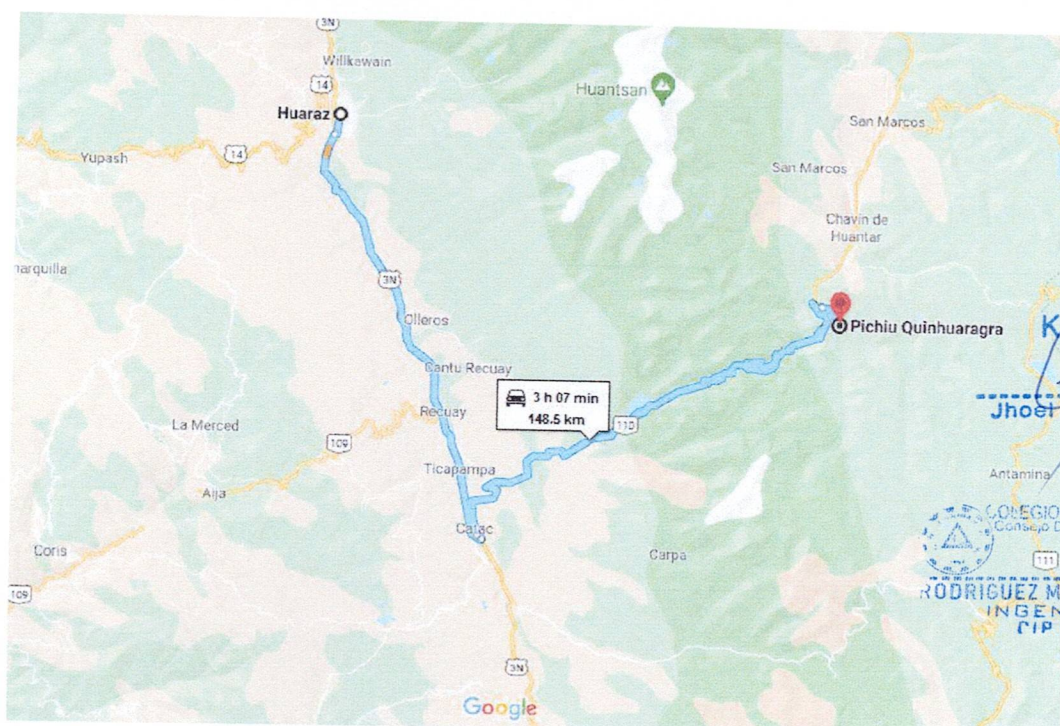 3N
Willkawain
14
Huantsan
Huaraz
San Marcos
14
Yupash
San Marcos
Chavín de
Huantar
narquilla
3N
Olleros
Pichiu Quinhuaragra
K
Cantu Recuay
3 h 07 min
148.5 km
Jhoel
Recuay
110
La Merced
109
Ticapampa
Antamina
Aija
COLEGIO
Consejo D
Catac
Coris
Carpa
111
109
RODRIGUEZ M
INGEN
CIP
3N
Google